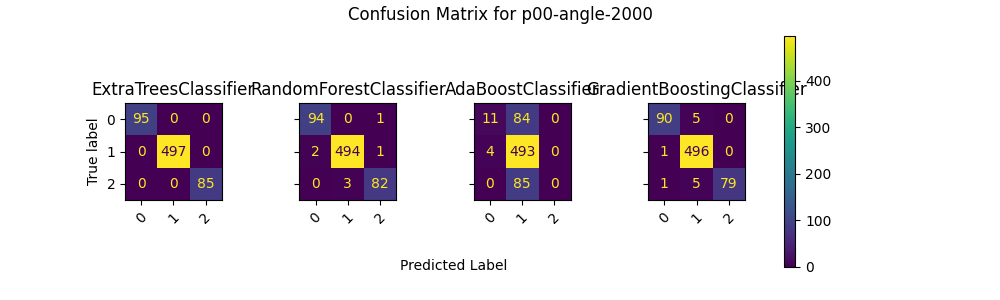 Confusion Matrix for p00-angle-2000
ExtraTreesClassifier RandomForestClassifier AdaBoostClassifier GradientBoostingClassifier
True label
0 95 0 0 94 0 1 11 84 0 90 5 0
1 0 497 0 2 494 1 4 493 0 1 496 0
2 0 0 85 0 3 82 0 85 0 1 5 79
0 1 2 0 1 2 0 1 2 0 1 2
Predicted Label
400
300
200
100
0